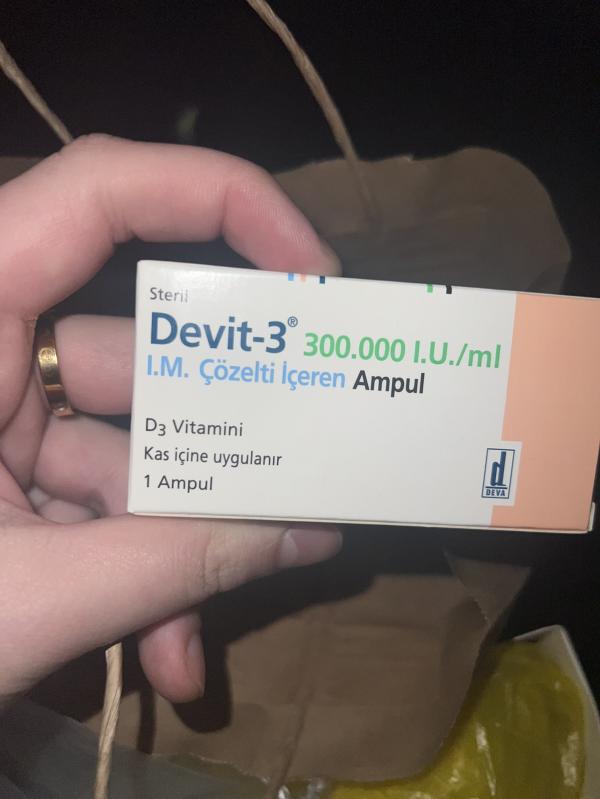 Steril
Devit-3® 300.000 I.U./ml
I.M. Çözelti İçeren Ampul
D3 Vitamini
Kas içine uygulanır
1 Ampul
d
DEVA